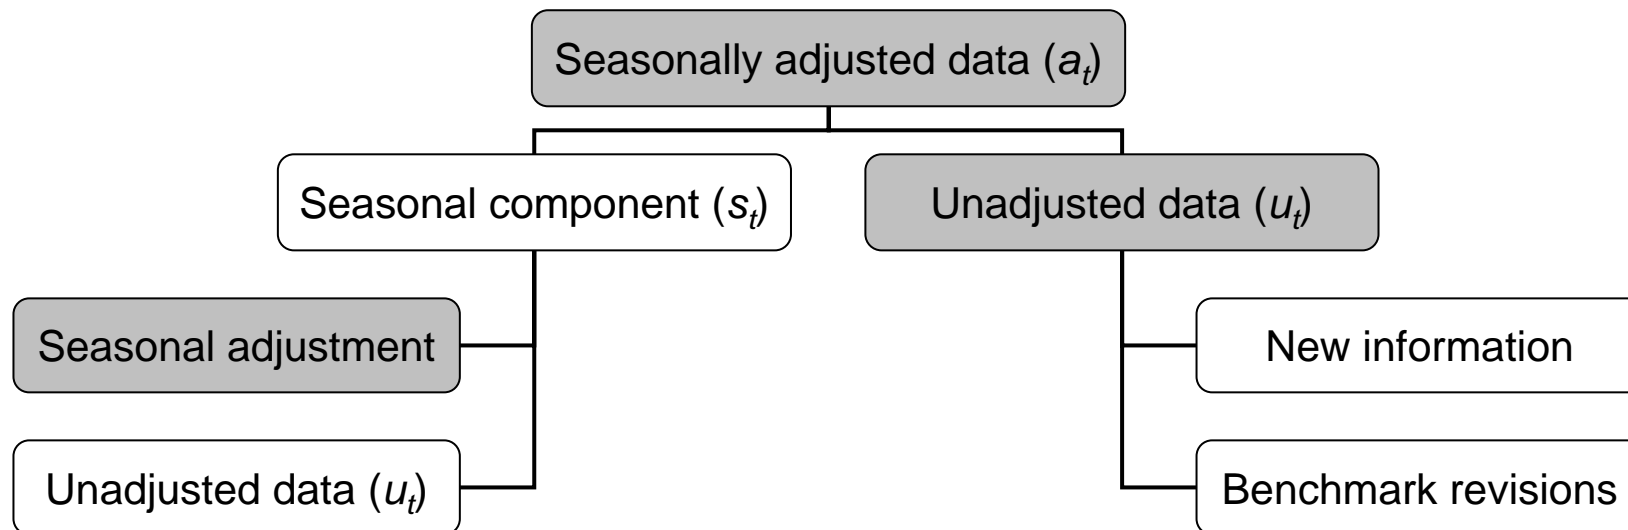 Seasonally adjusted data (a_t)
Seasonal component (s_t)
Unadjusted data (u_t)
Seasonal adjustment
New information
Unadjusted data (u_t)
Benchmark revisions